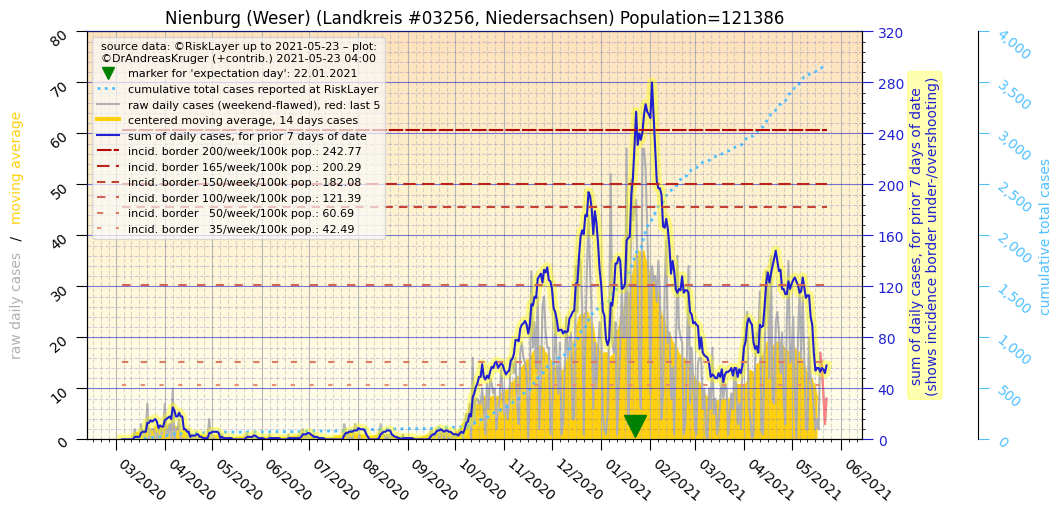 Nienburg (Weser) (Landkreis #03256, Niedersachsen) Population=121386
source data: ©RiskLayer up to 2021-05-23 – plot:
©DrAndreasKruger (+contrib.) 2021-05-23 04:00
marker for 'expectation day': 22.01.2021
cumulative total cases reported at RiskLayer
raw daily cases (weekend-flawed), red: last 5
centered moving average, 14 days cases
sum of daily cases, for prior 7 days of date
incid. border 200/week/100k pop.: 242.77
incid. border 165/week/100k pop.: 200.29
incid. border 150/week/100k pop.: 182.08
incid. border 100/week/100k pop.: 121.39
incid. border 50/week/100k pop.: 60.69
incid. border 35/week/100k pop.: 42.49
raw daily cases / moving average
80
70
60
50
40
30
20
10
0
03/2020
04/2020
05/2020
06/2020
07/2020
08/2020
09/2020
10/2020
11/2020
12/2020
01/2021
02/2021
03/2021
04/2021
05/2021
06/2021
320
280
240
200
160
120
80
40
0
sum of daily cases, for prior 7 days of date
(shows incidence border under-/overshooting)
4,000
3,500
3,000
2,500
2,000
1,500
1,000
500
0
cumulative total cases